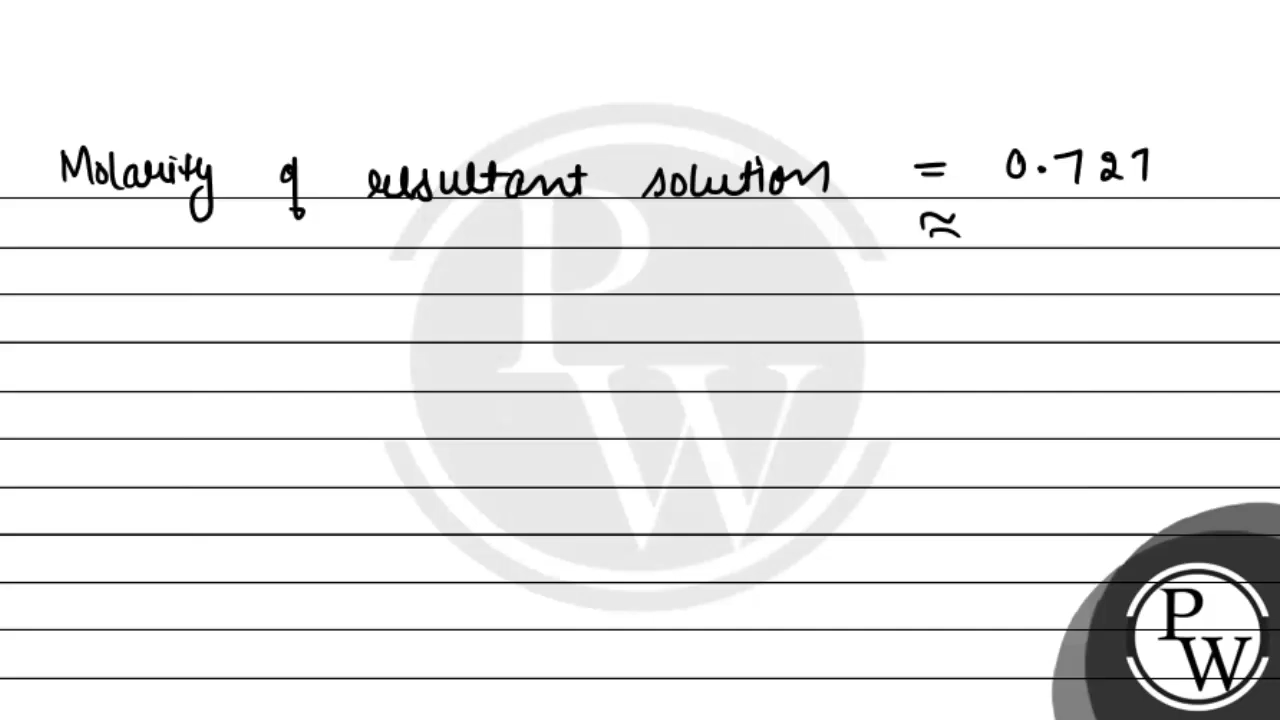 Molarity of resultant solution = 0.727
≈
P
W
P
W